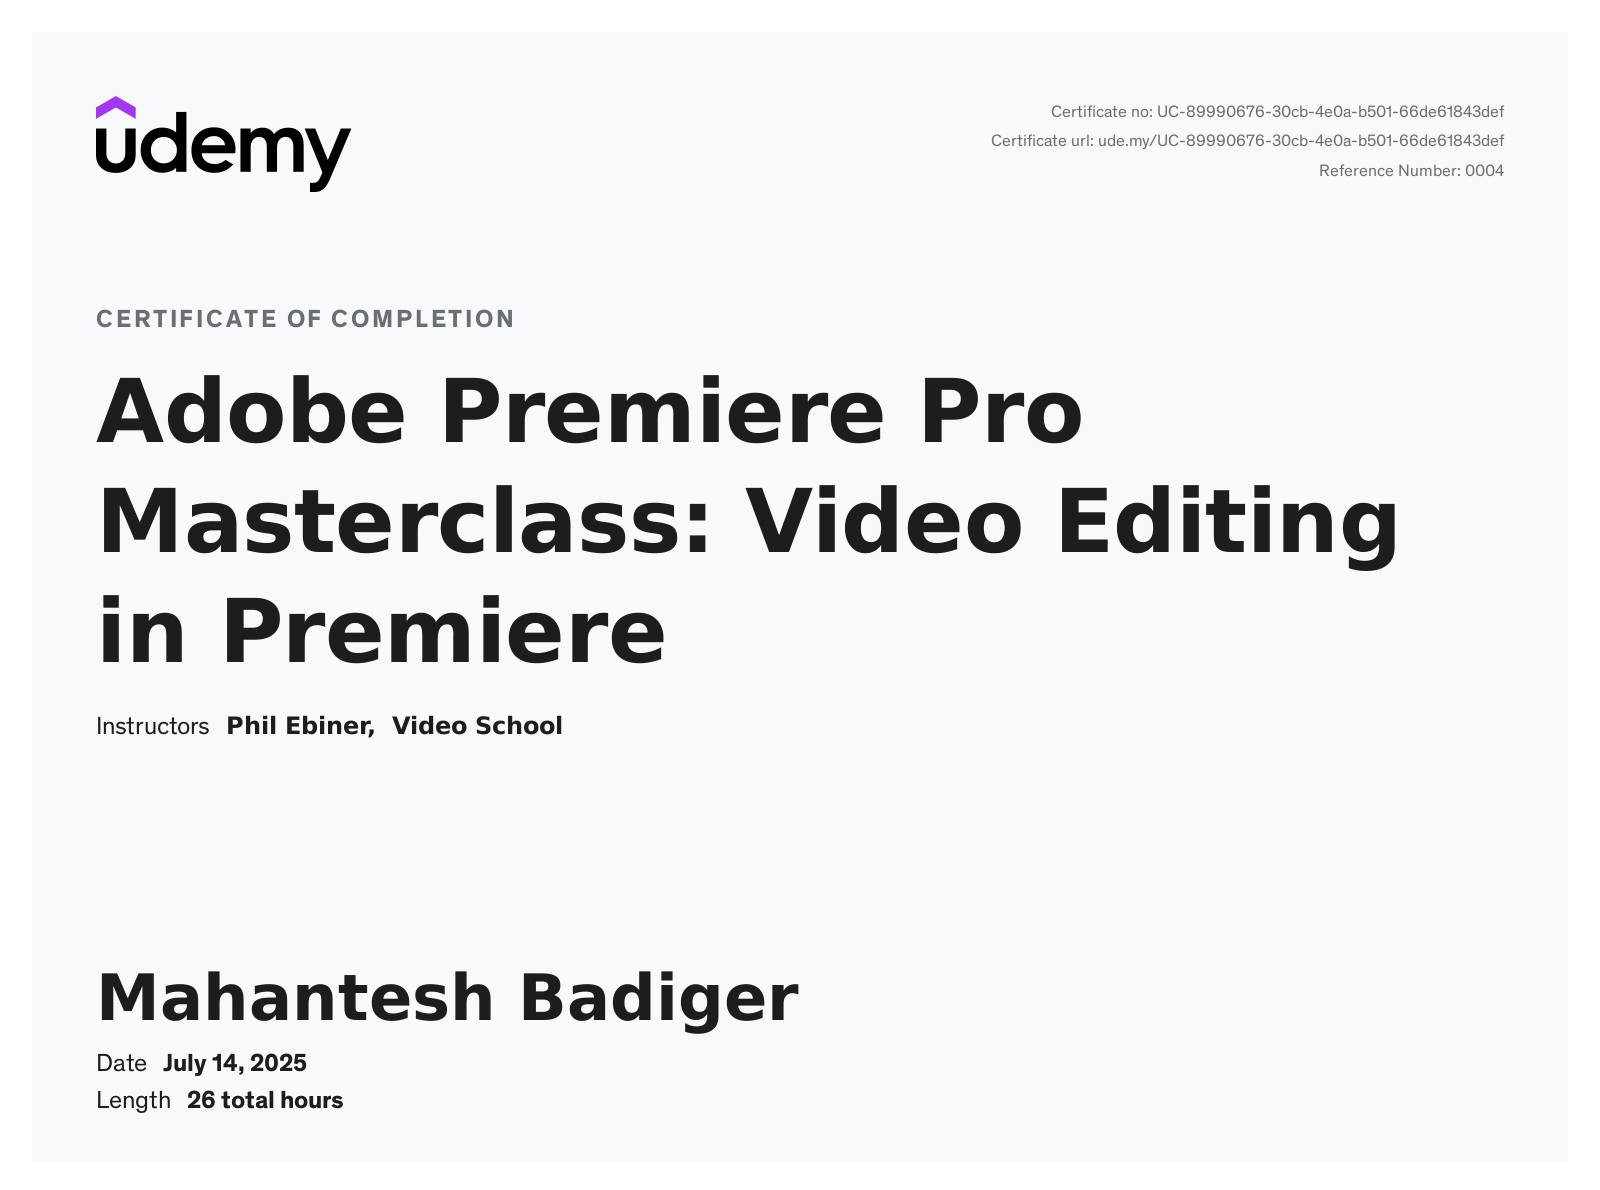 udemy
Certificate no: UC-89990676-30cb-4e0a-b501-66de61843def
Certificate url: ude.my/UC-89990676-30cb-4e0a-b501-66de61843def
Reference Number: 0004
CERTIFICATE OF COMPLETION
Adobe Premiere Pro
Masterclass: Video Editing
in Premiere
Instructors Phil Ebiner, Video School
Mahantesh Badiger
Date July 14, 2025
Length 26 total hours